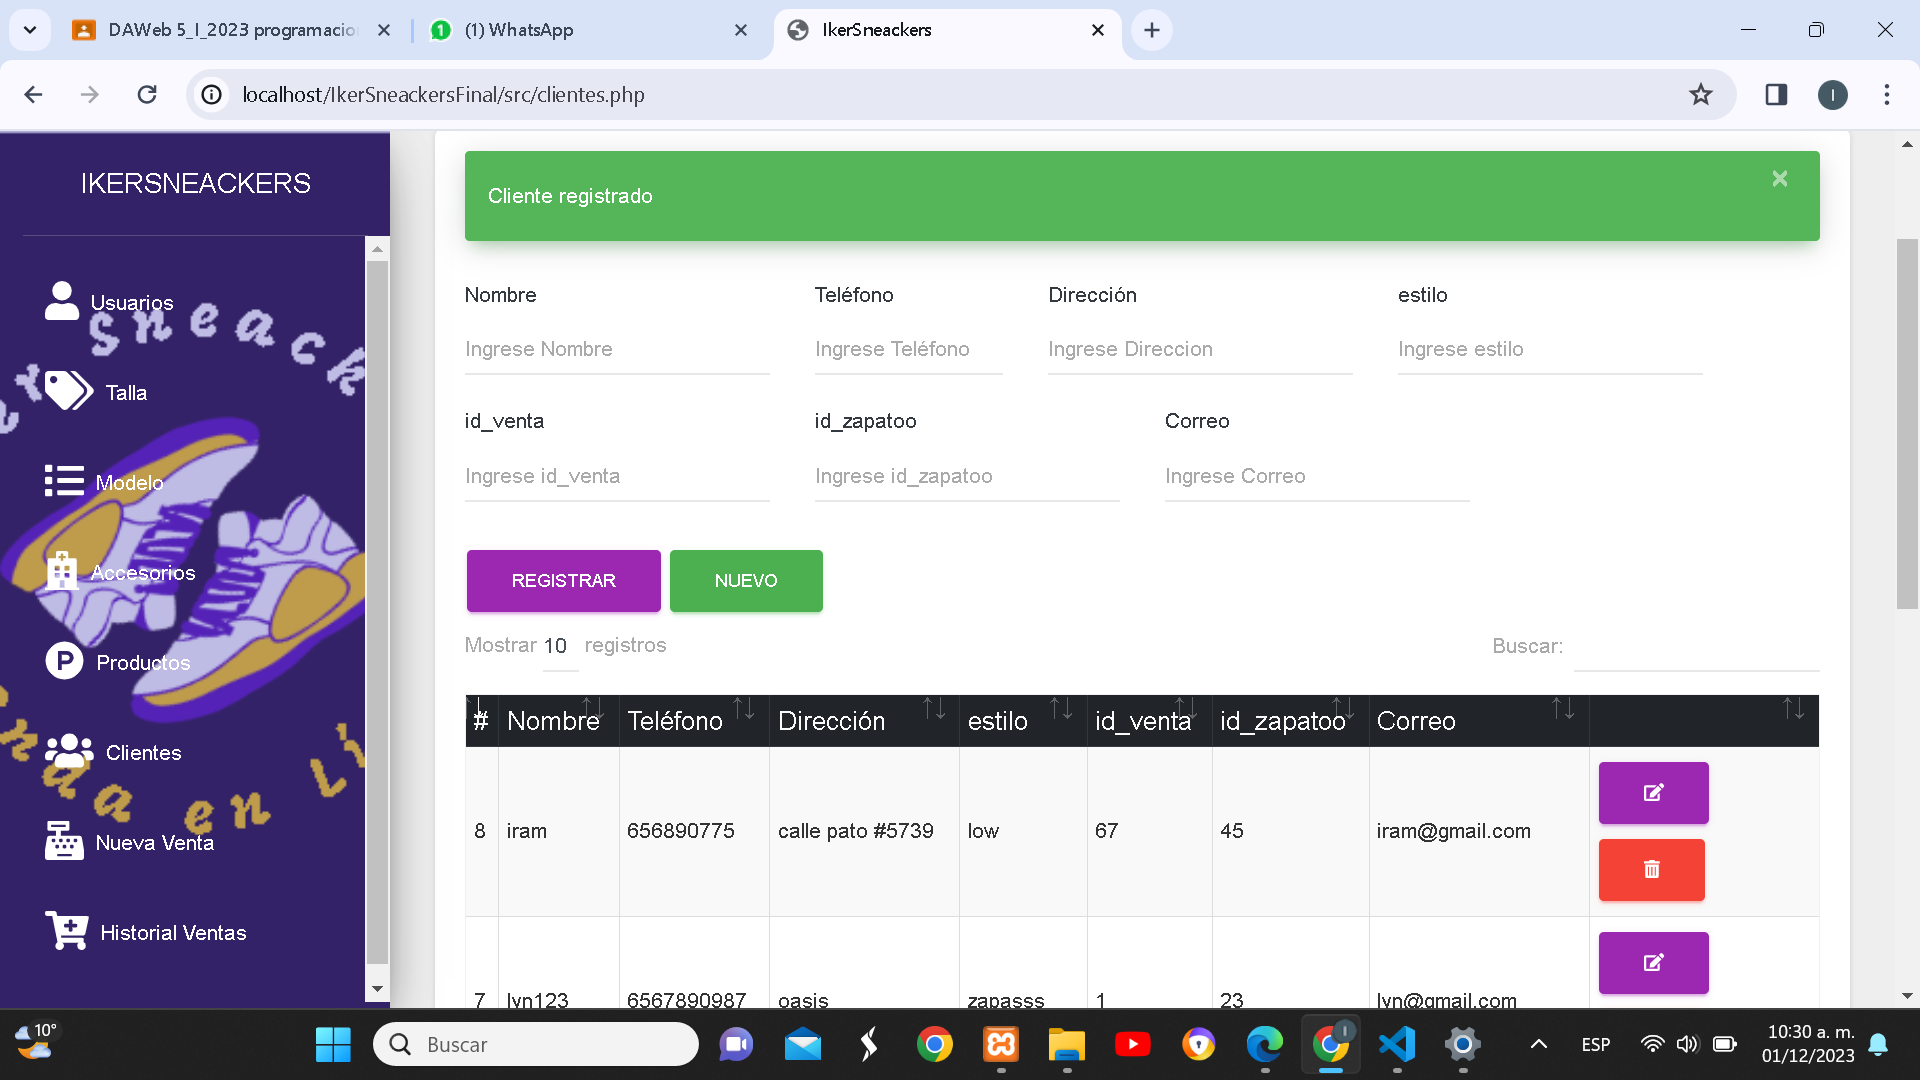 DAWeb 5_I_2023 programacio
(1) WhatsApp
IkerSneackers
localhost/IkerSneackersFinal/src/clientes.php
IKERSNEACKERS
Usuarios
Talla
Modelo
Accesorios
Productos
Clientes
Nueva Venta
Historial Ventas
sneack
en
Cliente registrado
Nombre Teléfono Dirección estilo
Ingrese Nombre Ingrese Teléfono Ingrese Direccion Ingrese estilo
id_venta id_zapatoo Correo
Ingrese id_venta Ingrese id_zapatoo Ingrese Correo
REGISTRAR NUEVO
Mostrar 10 registros Buscar:
# Nombre Teléfono Dirección estilo id_venta id_zapatoo Correo
8 iram 656890775 calle pato #5739 low 67 45 iram@gmail.com
7 lyn123 6567890987 oasis zapasss 1 23 lyn@gmail.com
10°
Buscar
ESP
10:30 a. m.
01/12/2023